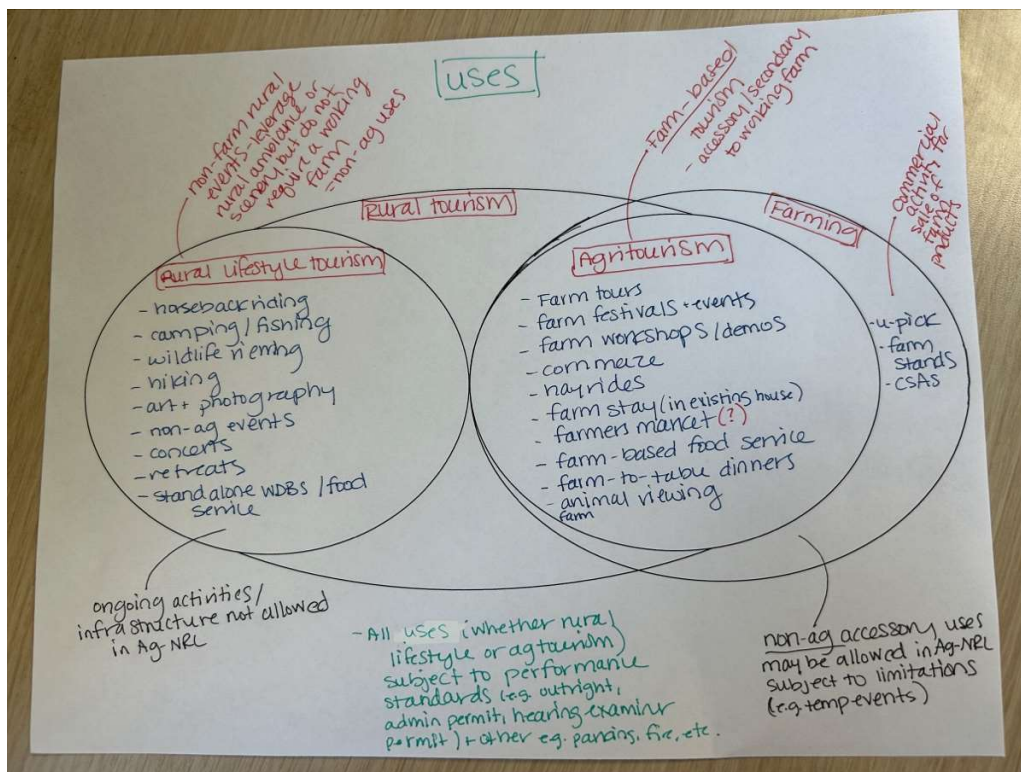 uses
non-farm rural
events-leverage
rural ambiance or
scenery but do not
require a working
farm
=non-ag uses
Farm-based
tourism
- accessory/secondary
to working farm
Commercial
activity for
sale of
farm
products
Rural tourism
Farming
Rural lifestyle tourism
- horseback riding
- camping/fishing
- wildlife viewing
- hiking
- art + photography
- non-ag events
- concerts
- retreats
- standalone WDBS/food
service
Agritourism
- Farm tours
- farm festivals + events
- farm workshops/demos
- corn maze
- hayrides
- farm stay (in existing house)
- farmers market (?)
- farm-based food service
- farm-to-table dinners
- animal viewing
farm
- u-pick
- farm
stands
- CSAS
ongoing activities/
infrastructure not allowed
in Ag-NRL
- All uses (whether rural
lifestyle or agtourism)
subject to performance
standards (e.g. outright,
admin permit, hearing examiner
permit) + other e.g. parking, fire, etc.
non-ag accessory uses
may be allowed in Ag-NRL
subject to limitations
(e.g. temp events)